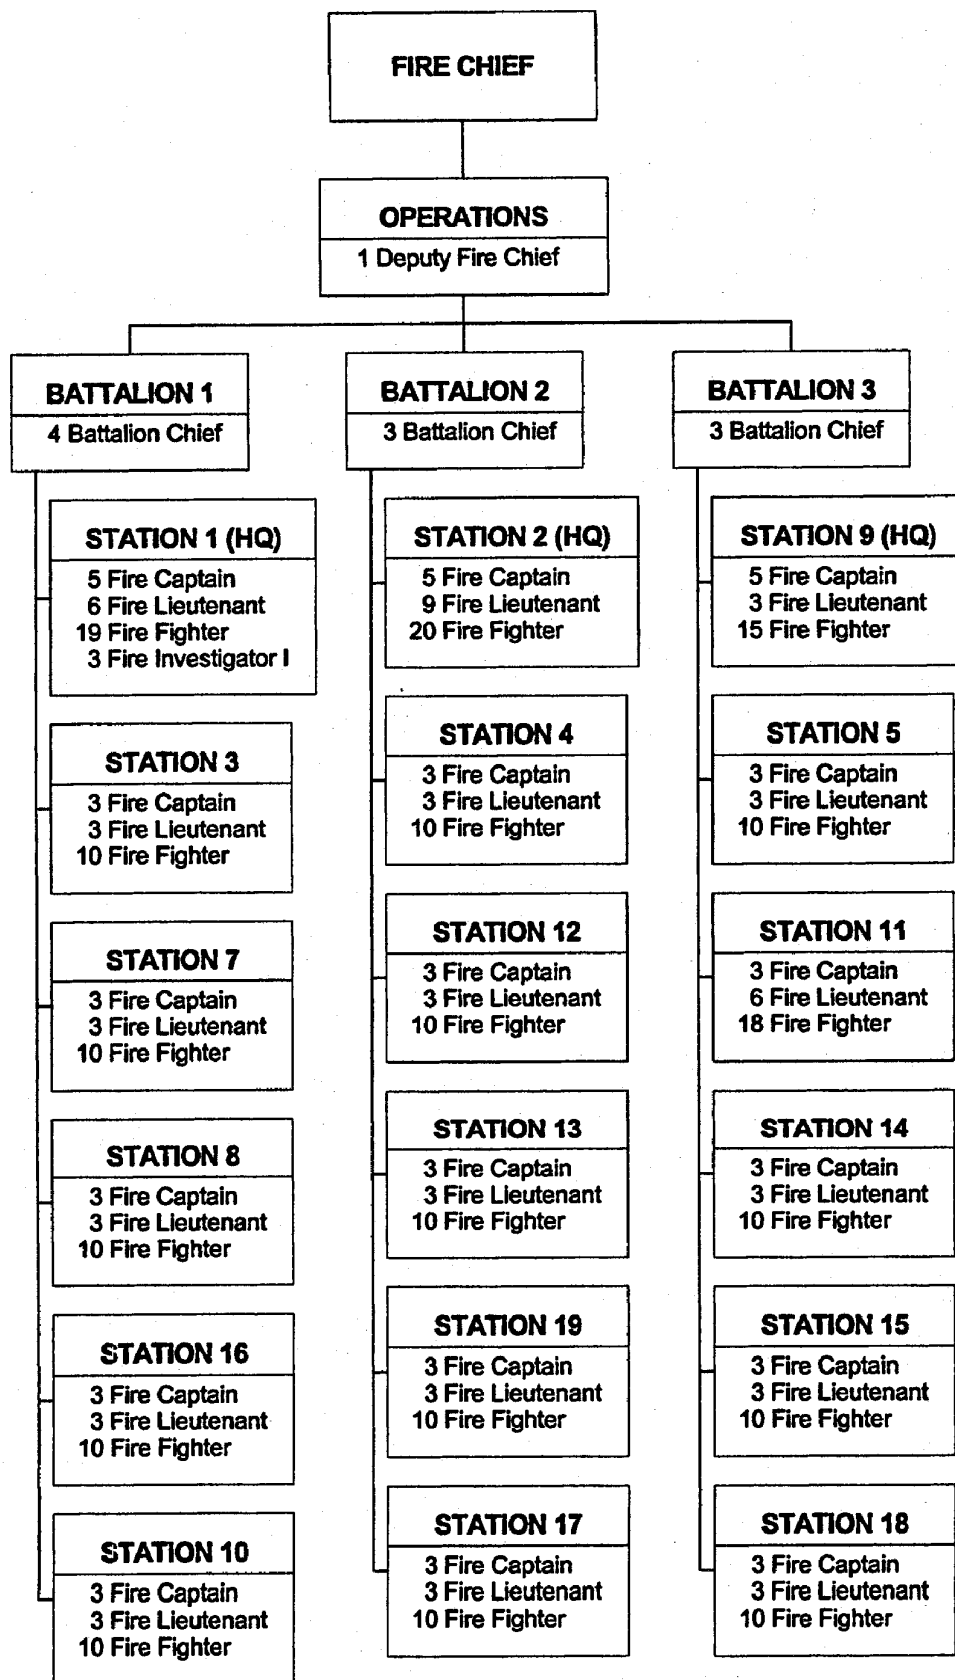 FIRE CHIEF
OPERATIONS
1 Deputy Fire Chief
BATTALION 1
4 Battalion Chief
STATION 1 (HQ)
5 Fire Captain
6 Fire Lieutenant
19 Fire Fighter
3 Fire Investigator I
STATION 3
3 Fire Captain
3 Fire Lieutenant
10 Fire Fighter
STATION 7
3 Fire Captain
3 Fire Lieutenant
10 Fire Fighter
STATION 8
3 Fire Captain
3 Fire Lieutenant
10 Fire Fighter
STATION 16
3 Fire Captain
3 Fire Lieutenant
10 Fire Fighter
STATION 10
3 Fire Captain
3 Fire Lieutenant
10 Fire Fighter
BATTALION 2
3 Battalion Chief
STATION 2 (HQ)
5 Fire Captain
9 Fire Lieutenant
20 Fire Fighter
STATION 4
3 Fire Captain
3 Fire Lieutenant
10 Fire Fighter
STATION 12
3 Fire Captain
3 Fire Lieutenant
10 Fire Fighter
STATION 13
3 Fire Captain
3 Fire Lieutenant
10 Fire Fighter
STATION 19
3 Fire Captain
3 Fire Lieutenant
10 Fire Fighter
STATION 17
3 Fire Captain
3 Fire Lieutenant
10 Fire Fighter
BATTALION 3
3 Battalion Chief
STATION 9 (HQ)
5 Fire Captain
3 Fire Lieutenant
15 Fire Fighter
STATION 5
3 Fire Captain
3 Fire Lieutenant
10 Fire Fighter
STATION 11
3 Fire Captain
6 Fire Lieutenant
18 Fire Fighter
STATION 14
3 Fire Captain
3 Fire Lieutenant
10 Fire Fighter
STATION 15
3 Fire Captain
3 Fire Lieutenant
10 Fire Fighter
STATION 18
3 Fire Captain
3 Fire Lieutenant
10 Fire Fighter